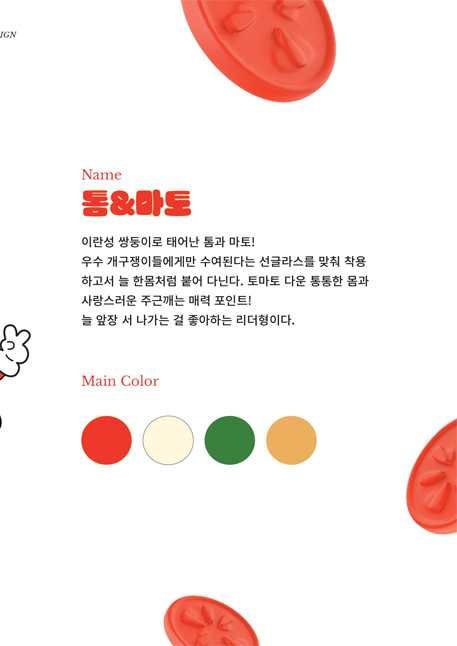 IGN
Name
톰&마토
이란성 쌍둥이로 태어난 톰과 마토!
우수 개구쟁이들에게만 수여된다는 선글라스를 맞춰 착용
하고서 늘 한몸처럼 붙어 다닌다. 토마토 다운 통통한 몸과
사랑스러운 주근깨는 매력 포인트!
늘 앞장 서 나가는 걸 좋아하는 리더형이다.
Main Color